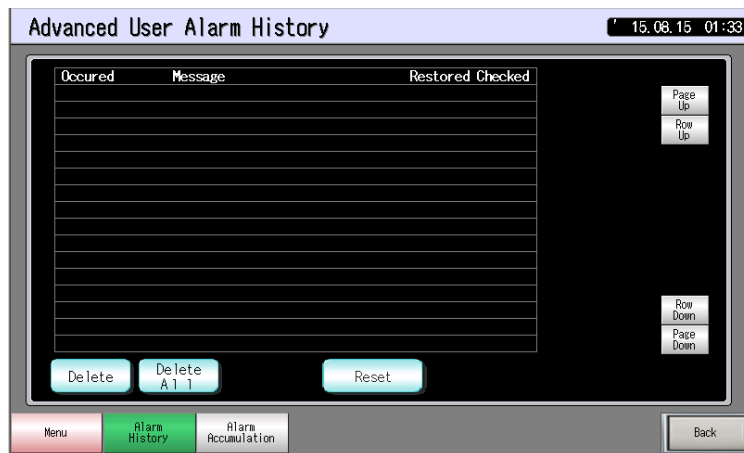 Advanced User Alarm History
' 15.08.15 01:33
Occured Message Restored Checked
Page
Up
Row
Up
Row
Down
Page
Down
Delete
Delete
All
Reset
Menu
Alarm
History
Alarm
Accumulation
Back